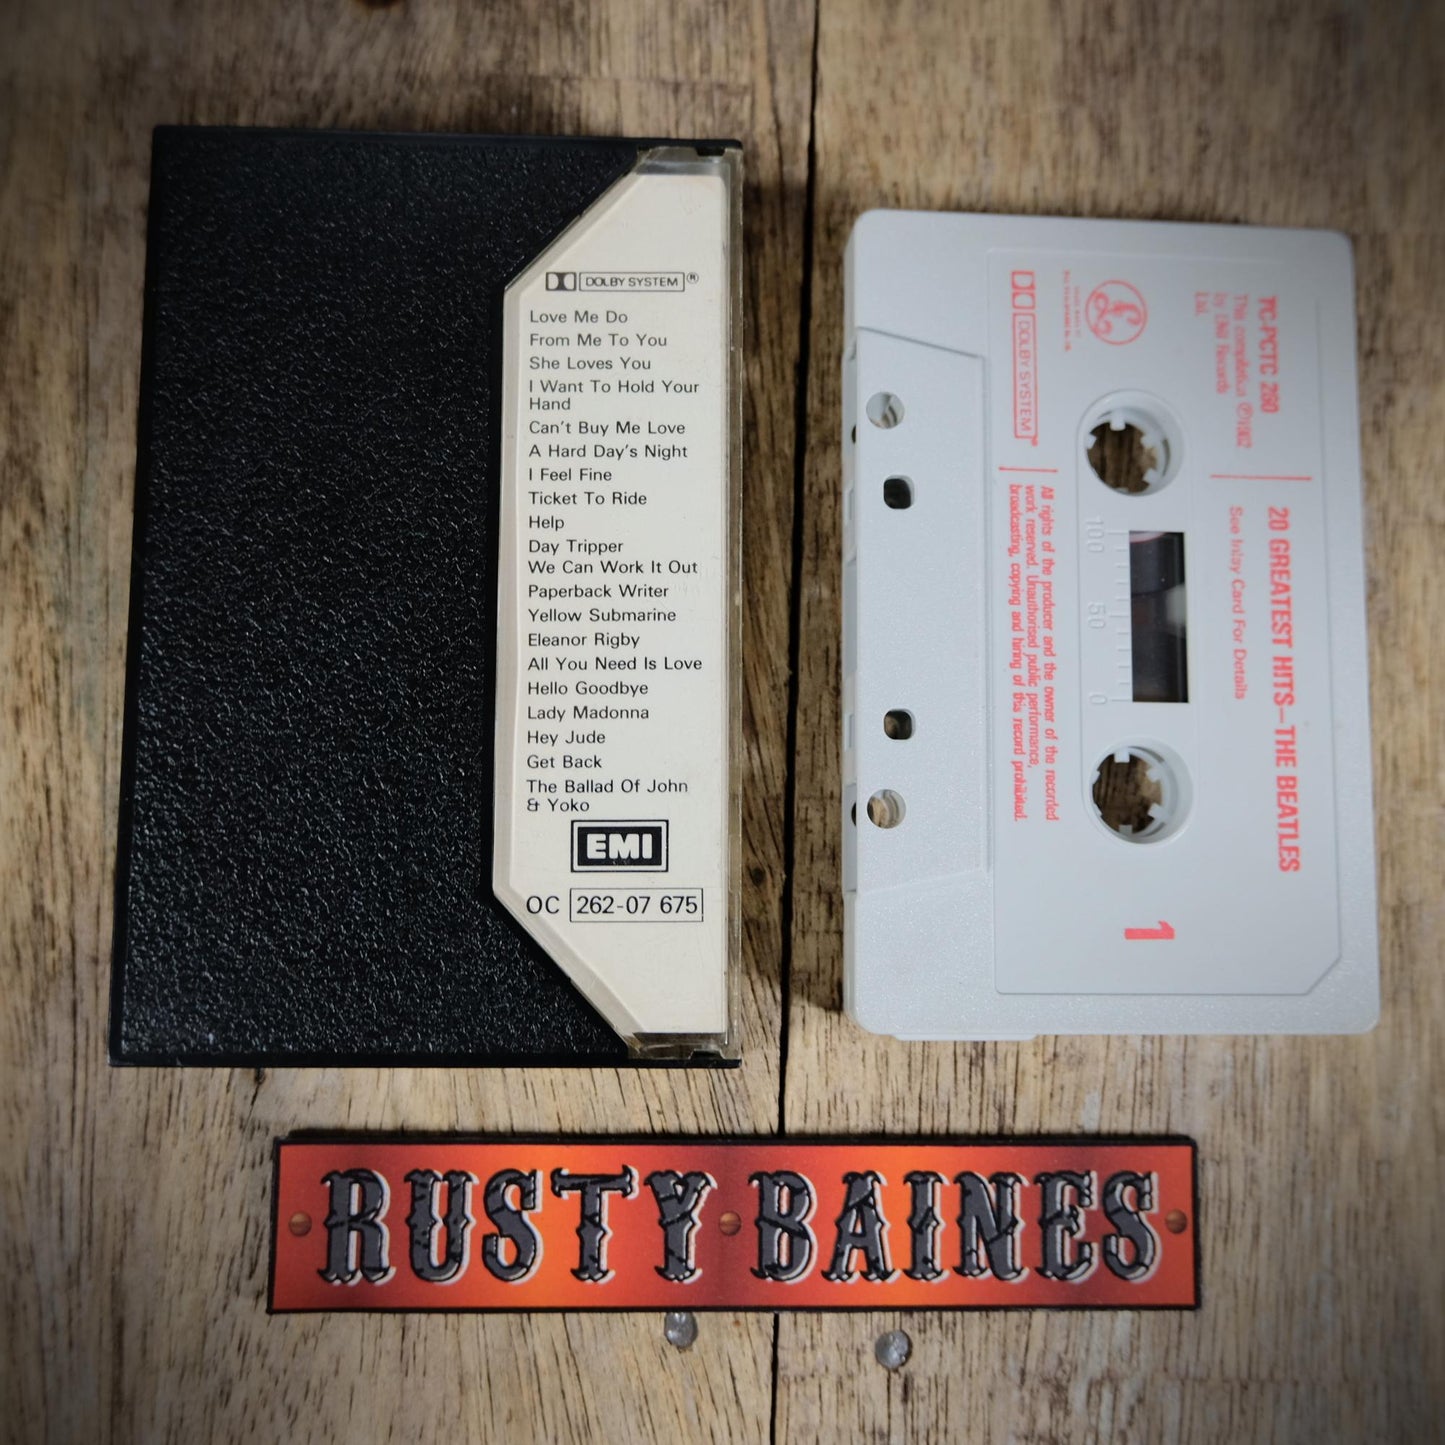 DOLBY SYSTEM ®
Love Me Do
From Me To You
She Loves You
I Want To Hold Your
Hand
Can't Buy Me Love
A Hard Day's Night
I Feel Fine
Ticket To Ride
Help
Day Tripper
We Can Work It Out
Paperback Writer
Yellow Submarine
Eleanor Rigby
All You Need Is Love
Hello Goodbye
Lady Madonna
Hey Jude
Get Back
The Ballad Of John
& Yoko
EMI
OC 262-07 675
TC-PCTC 260
This compilation ℗1982
by EMI Records
Ltd.
20 GREATEST HITS—THE BEATLES
See Inlay Card For Details
£
DOLBY SYSTEM
100 50 0
1
All rights of the producer and the owner of the recorded
work reserved. Unauthorised public performance,
broadcasting, copying and hiring of this record prohibited.
RUSTY BAINES